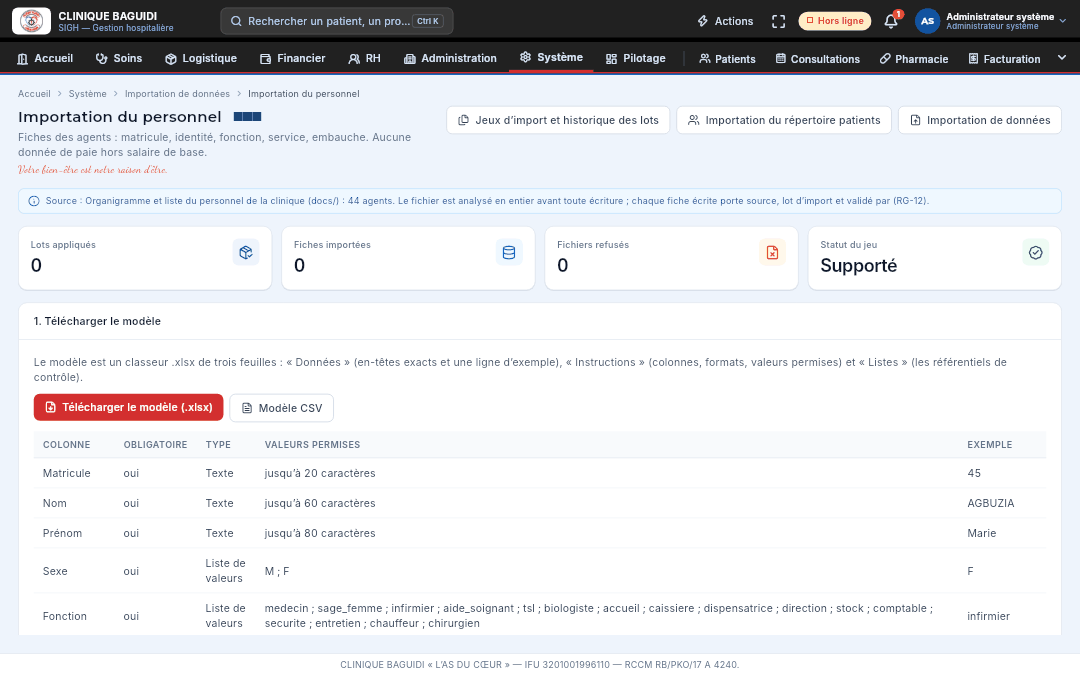 CLINIQUE BAGUIDI
SIGH — Gestion hospitalière
Rechercher un patient, un pro... Ctrl K
Actions
Hors ligne
1
AS
Administrateur système
Administrateur système
Accueil
Soins
Logistique
Financier
RH
Administration
Système
Pilotage
Patients
Consultations
Pharmacie
Facturation
Accueil > Système > Importation de données > Importation du personnel
Importation du personnel
Fiches des agents : matricule, identité, fonction, service, embauche. Aucune
donnée de paie hors salaire de base.
Votre bien-être est notre raison d'être.
Jeux d'import et historique des lots
Importation du répertoire patients
Importation de données
Source : Organigramme et liste du personnel de la clinique (docs/) : 44 agents. Le fichier est analysé en entier avant toute écriture ; chaque fiche écrite porte source, lot d'import et validé par (RG-12).
Lots appliqués
0
Fiches importées
0
Fichiers refusés
0
Statut du jeu
Supporté
1. Télécharger le modèle
Le modèle est un classeur .xlsx de trois feuilles : « Données » (en-têtes exacts et une ligne d'exemple), « Instructions » (colonnes, formats, valeurs permises) et « Listes » (les référentiels de
contrôle).
Télécharger le modèle (.xlsx)
Modèle CSV
COLONNE OBLIGATOIRE TYPE VALEURS PERMISES EXEMPLE
Matricule oui Texte jusqu'à 20 caractères 45
Nom oui Texte jusqu'à 60 caractères AGBUZIA
Prénom oui Texte jusqu'à 80 caractères Marie
Sexe oui Liste de valeurs M ; F F
Fonction oui Liste de valeurs medecin ; sage_femme ; infirmier ; aide_soignant ; tsl ; biologiste ; accueil ; caissiere ; dispensatrice ; direction ; stock ; comptable ;
securite ; entretien ; chauffeur ; chirurgien infirmier
CLINIQUE BAGUIDI « L'AS DU CŒUR » — IFU 3201001996110 — RCCM RB/PKO/17 A 4240.